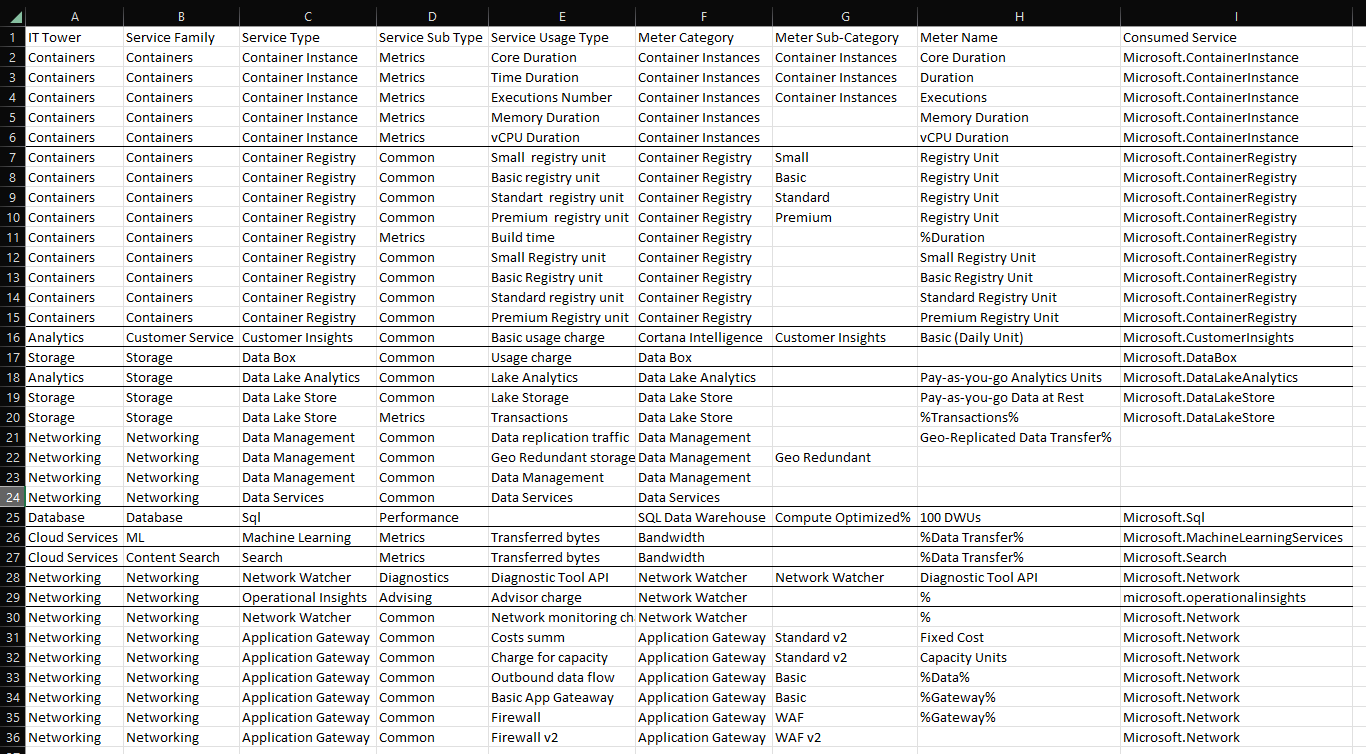 A B C D E F G H I
1 IT Tower Service Family Service Type Service Sub Type Service Usage Type Meter Category Meter Sub-Category Meter Name Consumed Service
2 Containers Containers Container Instance Metrics Core Duration Container Instances Container Instances Core Duration Microsoft.ContainerInstance
3 Containers Containers Container Instance Metrics Time Duration Container Instances Container Instances Duration Microsoft.ContainerInstance
4 Containers Containers Container Instance Metrics Executions Number Container Instances Container Instances Executions Microsoft.ContainerInstance
5 Containers Containers Container Instance Metrics Memory Duration Container Instances Memory Duration Microsoft.ContainerInstance
6 Containers Containers Container Instance Metrics vCPU Duration Container Instances vCPU Duration Microsoft.ContainerInstance
7 Containers Containers Container Registry Common Small registry unit Container Registry Small Registry Unit Microsoft.ContainerRegistry
8 Containers Containers Container Registry Common Basic registry unit Container Registry Basic Registry Unit Microsoft.ContainerRegistry
9 Containers Containers Container Registry Common Standart registry unit Container Registry Standard Registry Unit Microsoft.ContainerRegistry
10 Containers Containers Container Registry Common Premium registry unit Container Registry Premium Registry Unit Microsoft.ContainerRegistry
11 Containers Containers Container Registry Metrics Build time Container Registry %Duration Microsoft.ContainerRegistry
12 Containers Containers Container Registry Common Small Registry unit Container Registry Small Registry Unit Microsoft.ContainerRegistry
13 Containers Containers Container Registry Common Basic Registry unit Container Registry Basic Registry Unit Microsoft.ContainerRegistry
14 Containers Containers Container Registry Common Standard registry unit Container Registry Standard Registry Unit Microsoft.ContainerRegistry
15 Containers Containers Container Registry Common Premium Registry unit Container Registry Premium Registry Unit Microsoft.ContainerRegistry
16 Analytics Customer Service Customer Insights Common Basic usage charge Cortana Intelligence Customer Insights Basic (Daily Unit) Microsoft.CustomerInsights
17 Storage Storage Data Box Common Usage charge Data Box Microsoft.DataBox
18 Analytics Storage Data Lake Analytics Common Lake Analytics Data Lake Analytics Pay-as-you-go Analytics Units Microsoft.DataLakeAnalytics
19 Storage Storage Data Lake Store Common Lake Storage Data Lake Store Pay-as-you-go Data at Rest Microsoft.DataLakeStore
20 Storage Storage Data Lake Store Metrics Transactions Data Lake Store %Transactions% Microsoft.DataLakeStore
21 Networking Networking Data Management Common Data replication traffic Data Management Geo-Replicated Data Transfer%
22 Networking Networking Data Management Common Geo Redundant storage Data Management Geo Redundant
23 Networking Networking Data Management Common Data Management Data Management
24 Networking Networking Data Services Common Data Services Data Services
25 Database Database Sql Performance SQL Data Warehouse Compute Optimized% 100 DWUs Microsoft.Sql
26 Cloud Services ML Machine Learning Metrics Transferred bytes Bandwidth %Data Transfer% Microsoft.MachineLearningServices
27 Cloud Services Content Search Search Metrics Transferred bytes Bandwidth %Data Transfer% Microsoft.Search
28 Networking Networking Network Watcher Diagnostics Diagnostic Tool API Network Watcher Network Watcher Diagnostic Tool API Microsoft.Network
29 Networking Networking Operational Insights Advising Advisor charge Network Watcher % microsoft.operationalinsights
30 Networking Networking Network Watcher Common Network monitoring ch Network Watcher % Microsoft.Network
31 Networking Networking Application Gateway Common Costs summ Application Gateway Standard v2 Fixed Cost Microsoft.Network
32 Networking Networking Application Gateway Common Charge for capacity Application Gateway Standard v2 Capacity Units Microsoft.Network
33 Networking Networking Application Gateway Common Outbound data flow Application Gateway Basic %Data% Microsoft.Network
34 Networking Networking Application Gateway Common Basic App Gateaway Application Gateway Basic %Gateway% Microsoft.Network
35 Networking Networking Application Gateway Common Firewall Application Gateway WAF %Gateway% Microsoft.Network
36 Networking Networking Application Gateway Common Firewall v2 Application Gateway WAF v2 Microsoft.Network